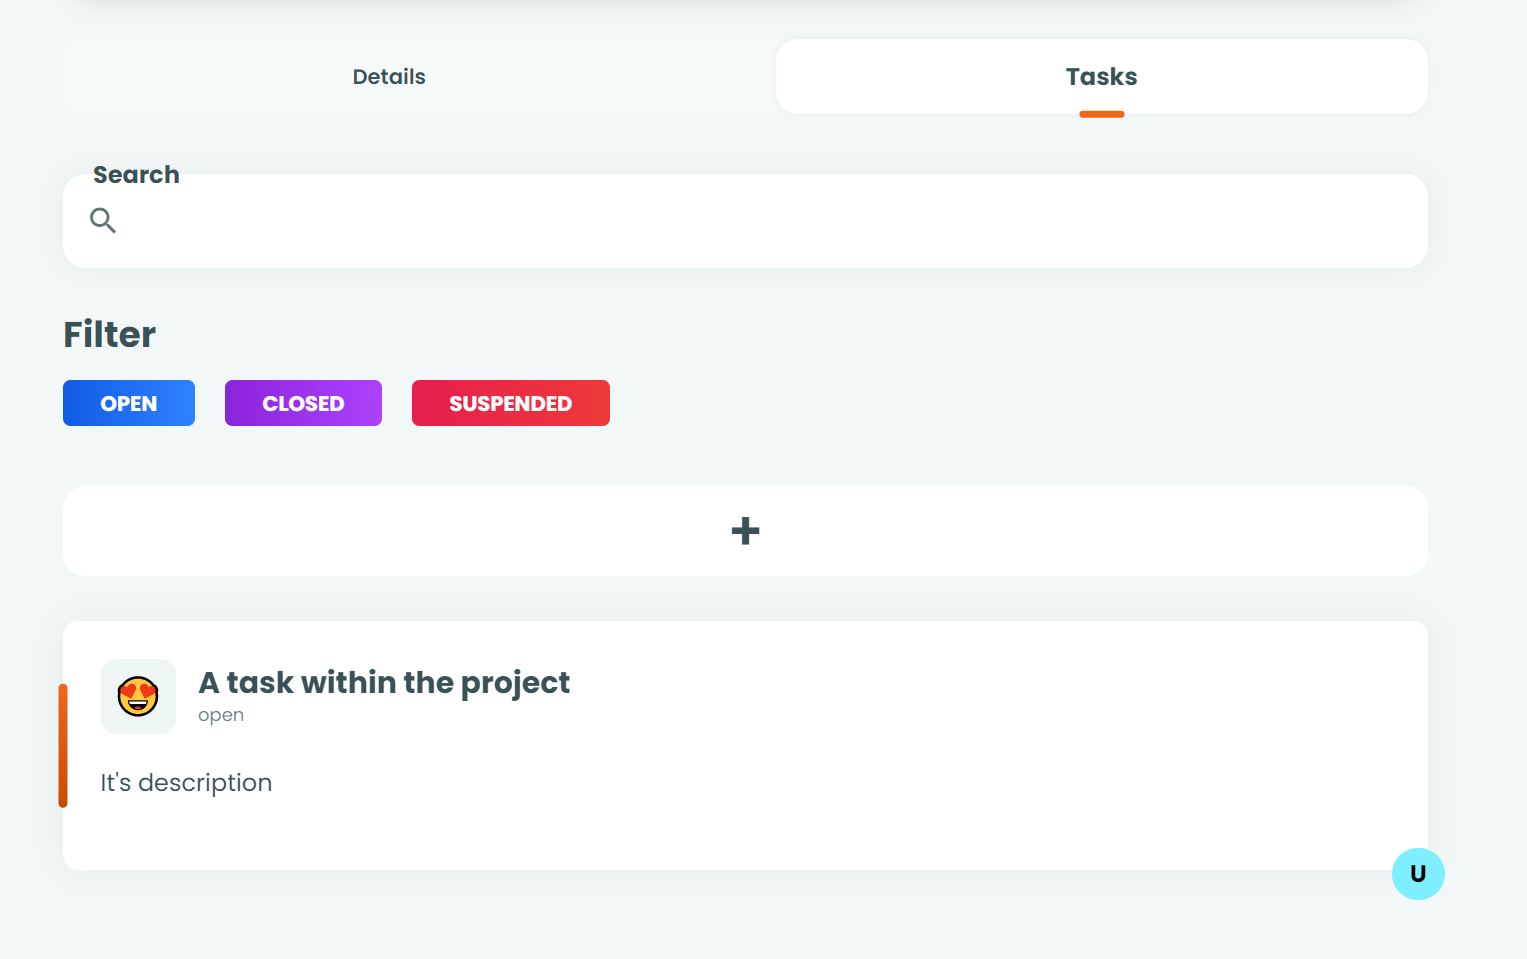 Details
Tasks
Search
Filter
OPEN
CLOSED
SUSPENDED
+
A task within the project
open
It's description
U